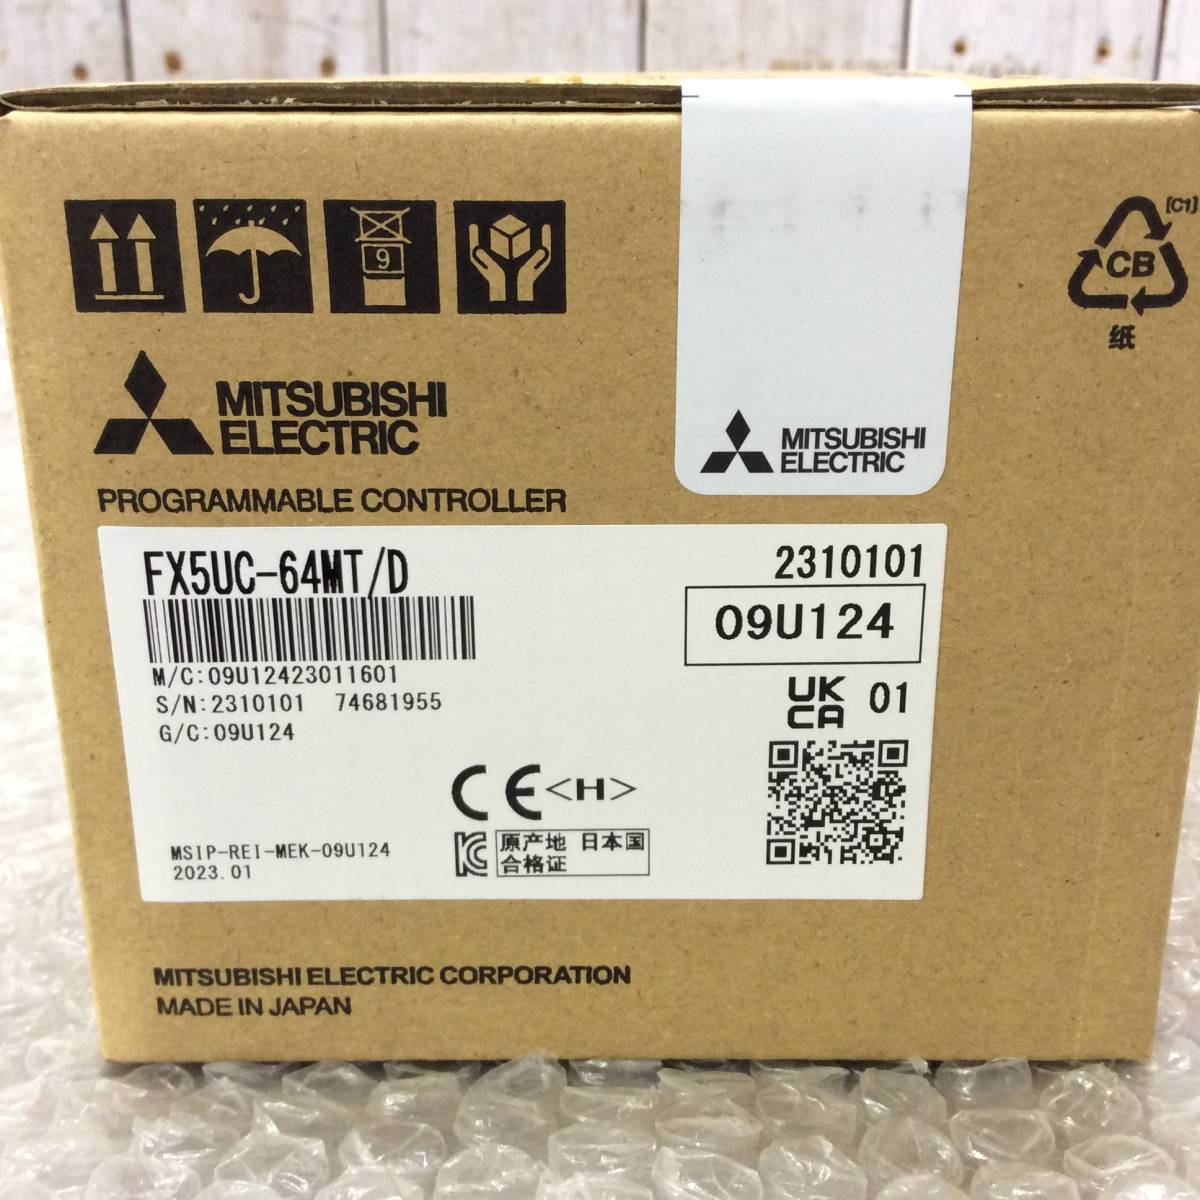 9
[C1]
CB
纸
MITSUBISHI
ELECTRIC
MITSUBISHI
ELECTRIC
PROGRAMMABLE CONTROLLER
FX5UC-64MT/D
2310101
09U124
M/C:09U12423011601
S/N:2310101 74681955
G/C:09U124
UK
CA 01
CE <H>
KC
原产地 日本国
合格证
MSIP-REI-MEK-09U124
2023.01
MITSUBISHI ELECTRIC CORPORATION
MADE IN JAPAN